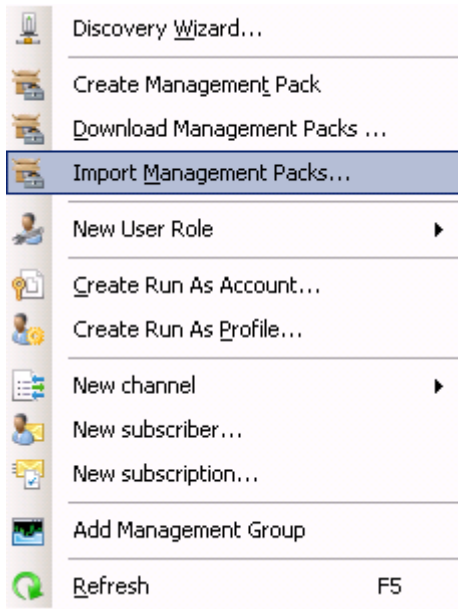 Discovery Wizard...
Create Management Pack
Download Management Packs ...
Import Management Packs...
New User Role
Create Run As Account...
Create Run As Profile...
New channel
New subscriber...
New subscription...
Add Management Group
Refresh F5